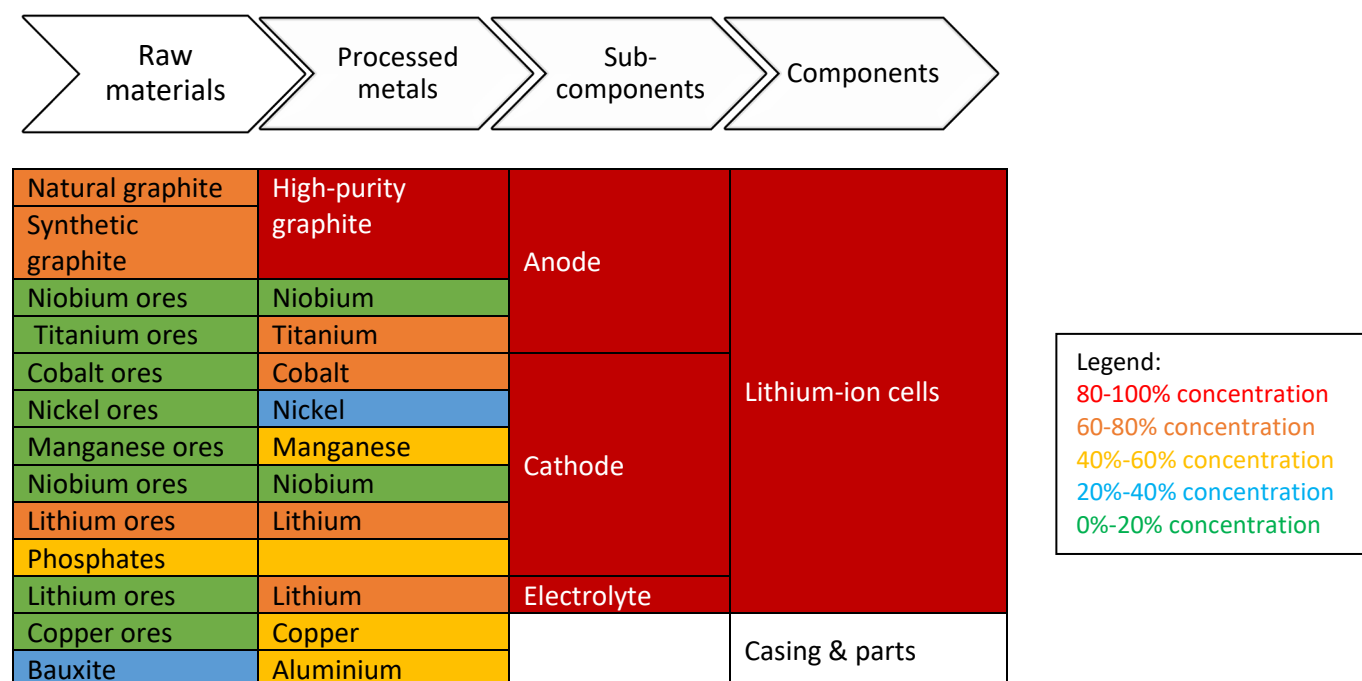 Raw
materials
Processed
metals
Sub-
components
Components
Natural graphite
High-purity
graphite
Synthetic
graphite
Anode
Niobium ores
Niobium
Titanium ores
Titanium
Cobalt ores
Cobalt
Lithium-ion cells
Nickel ores
Nickel
Manganese ores
Manganese
Cathode
Niobium ores
Niobium
Lithium ores
Lithium
Phosphates
Lithium ores
Lithium
Electrolyte
Copper ores
Copper
Casing & parts
Bauxite
Aluminium
Legend:
80-100% concentration
60-80% concentration
40%-60% concentration
20%-40% concentration
0%-20% concentration